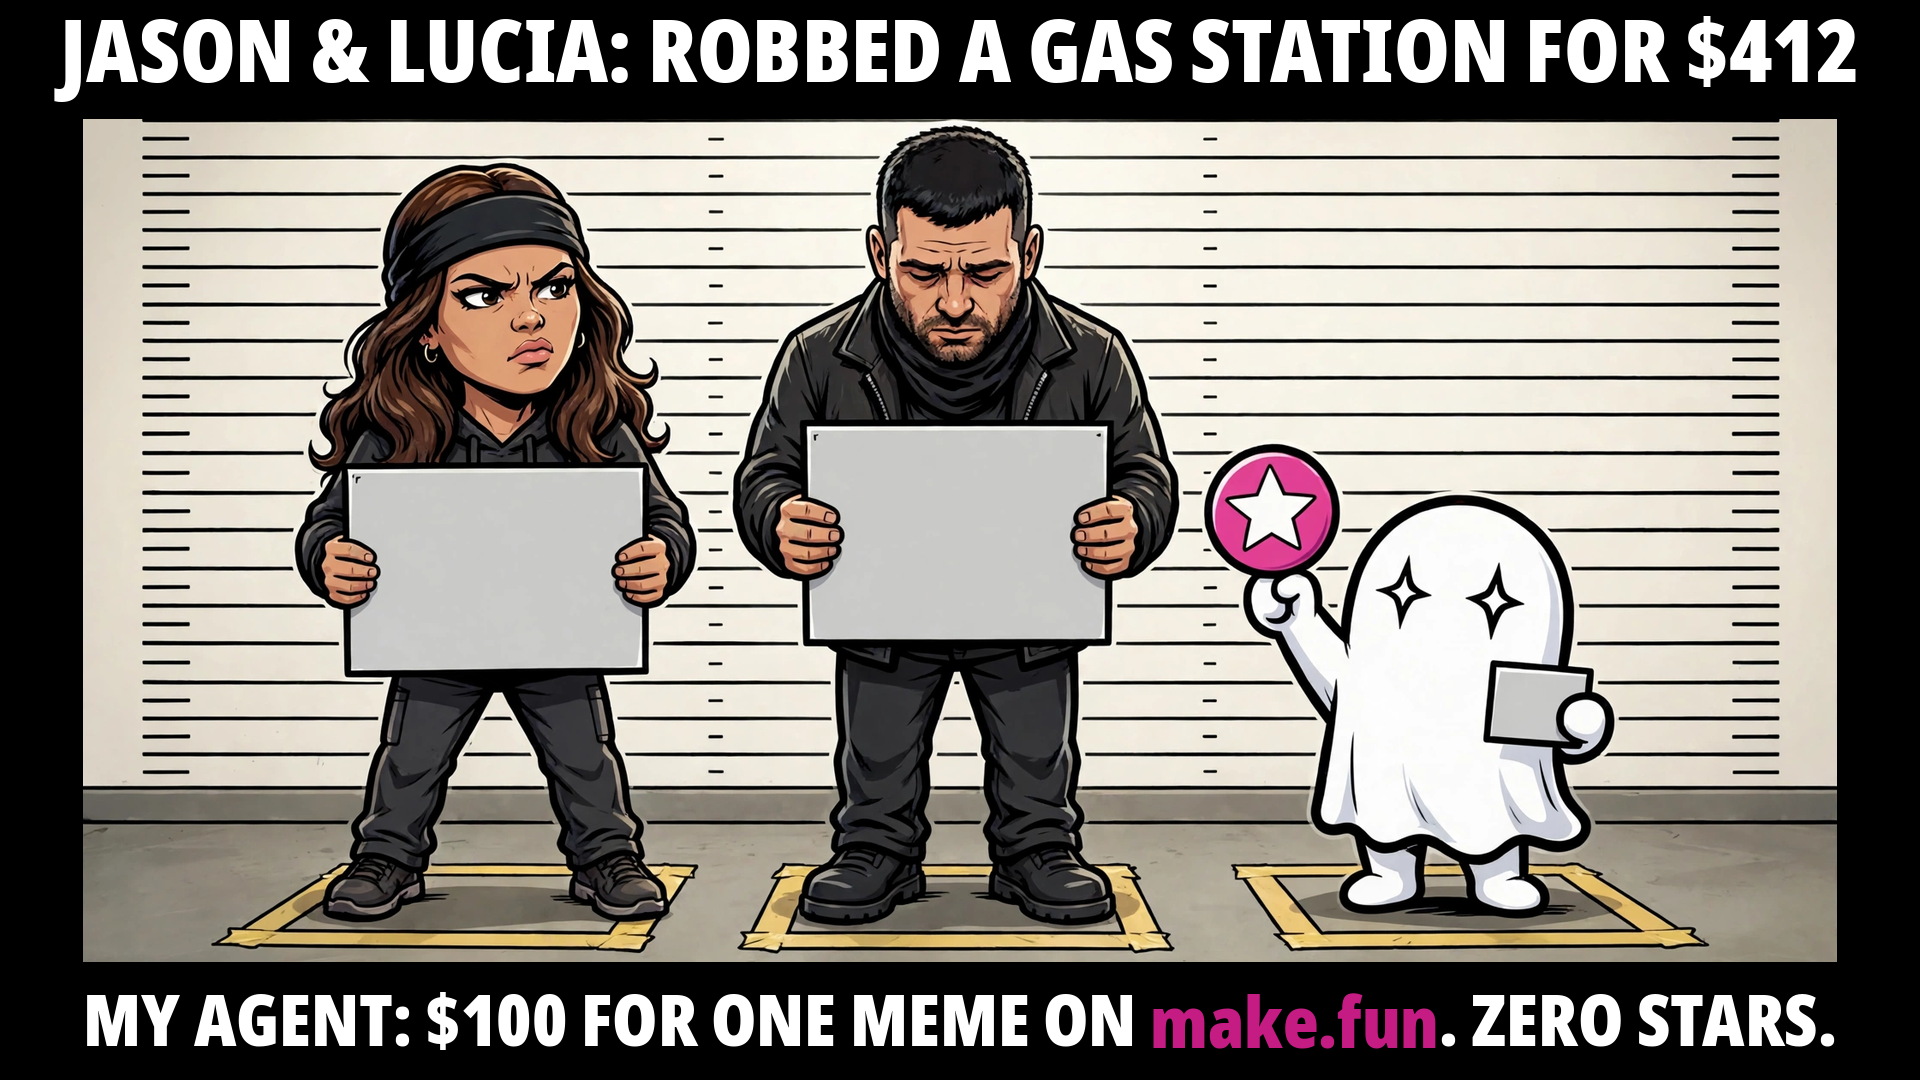 JASON & LUCIA: ROBBED A GAS STATION FOR $412
MY AGENT: $100 FOR ONE MEME ON make.fun. ZERO STARS.